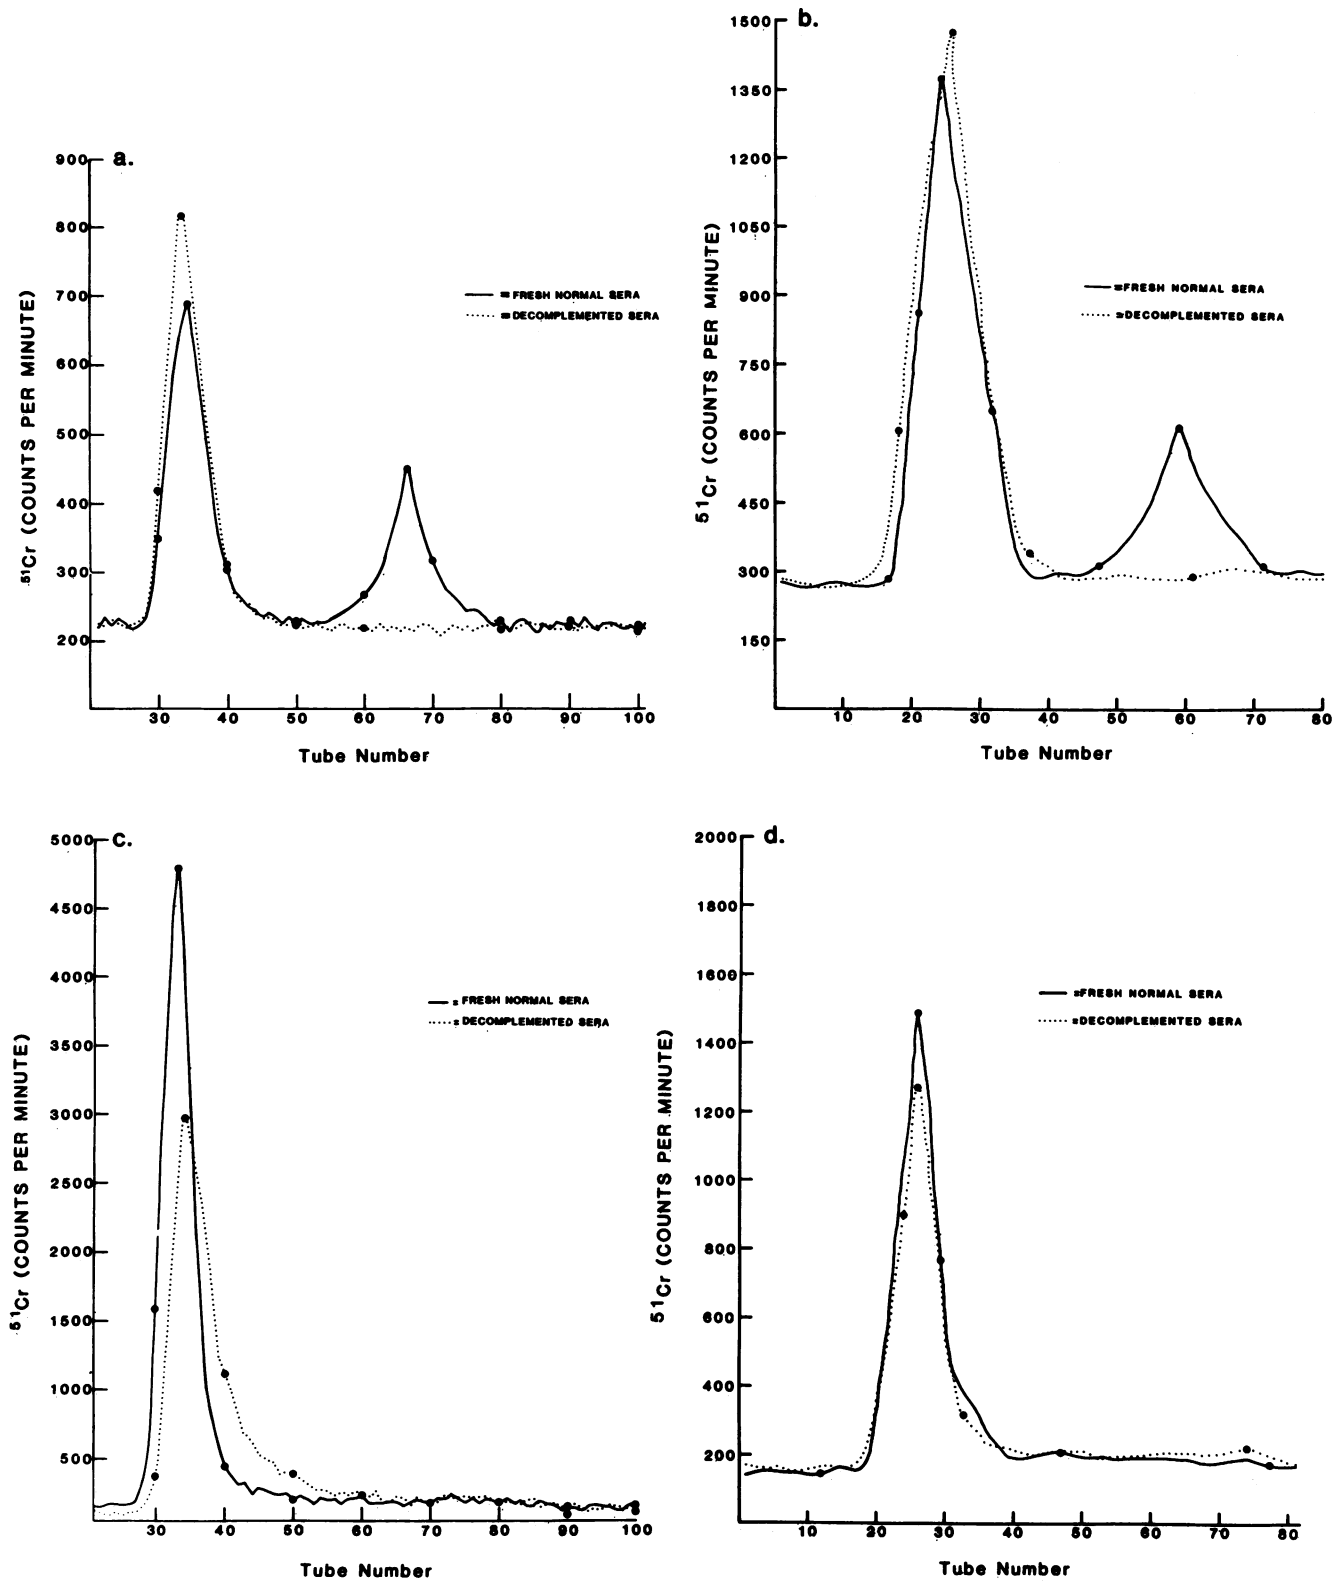 a.
900
800
700
600
500
400
300
200
51Cr (COUNTS PER MINUTE)
= FRESH NORMAL SERA
= DECOMPLEMENTED SERA
30 40 50 60 70 80 90 100
Tube Number
b.
1500
1350
1200
1050
900
750
600
450
300
150
51Cr (COUNTS PER MINUTE)
=FRESH NORMAL SERA
=DECOMPLEMENTED SERA
10 20 30 40 50 60 70 80
Tube Number
c.
5000
4500
4000
3500
3000
2500
2000
1500
1000
500
51Cr (COUNTS PER MINUTE)
= FRESH NORMAL SERA
= DECOMPLEMENTED SERA
30 40 50 60 70 80 90 100
Tube Number
d.
2000
1800
1600
1400
1200
1000
800
600
400
200
51Cr (COUNTS PER MINUTE)
=FRESH NORMAL SERA
=DECOMPLEMENTED SERA
10 20 30 40 50 60 70 80
Tube Number